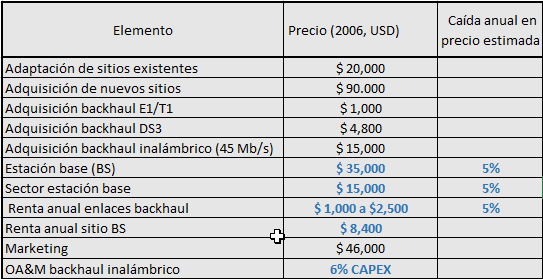 Elemento Precio (2006, USD) Caída anual en
precio estimada
Adaptación de sitios existentes $ 20,000
Adquisición de nuevos sitios $ 90.000
Adquisición backhaul E1/T1 $ 1,000
Adquisición backhaul DS3 $ 4,800
Adquisición backhaul inalámbrico (45 Mb/s) $ 15,000
Estación base (BS) $ 35,000 5%
Sector estación base $ 15,000 5%
Renta anual enlaces backhaul $ 1,000 a $2,500 5%
Renta anual sitio BS $ 8,400
Marketing $ 46,000
OA&M backhaul inalámbrico 6% CAPEX